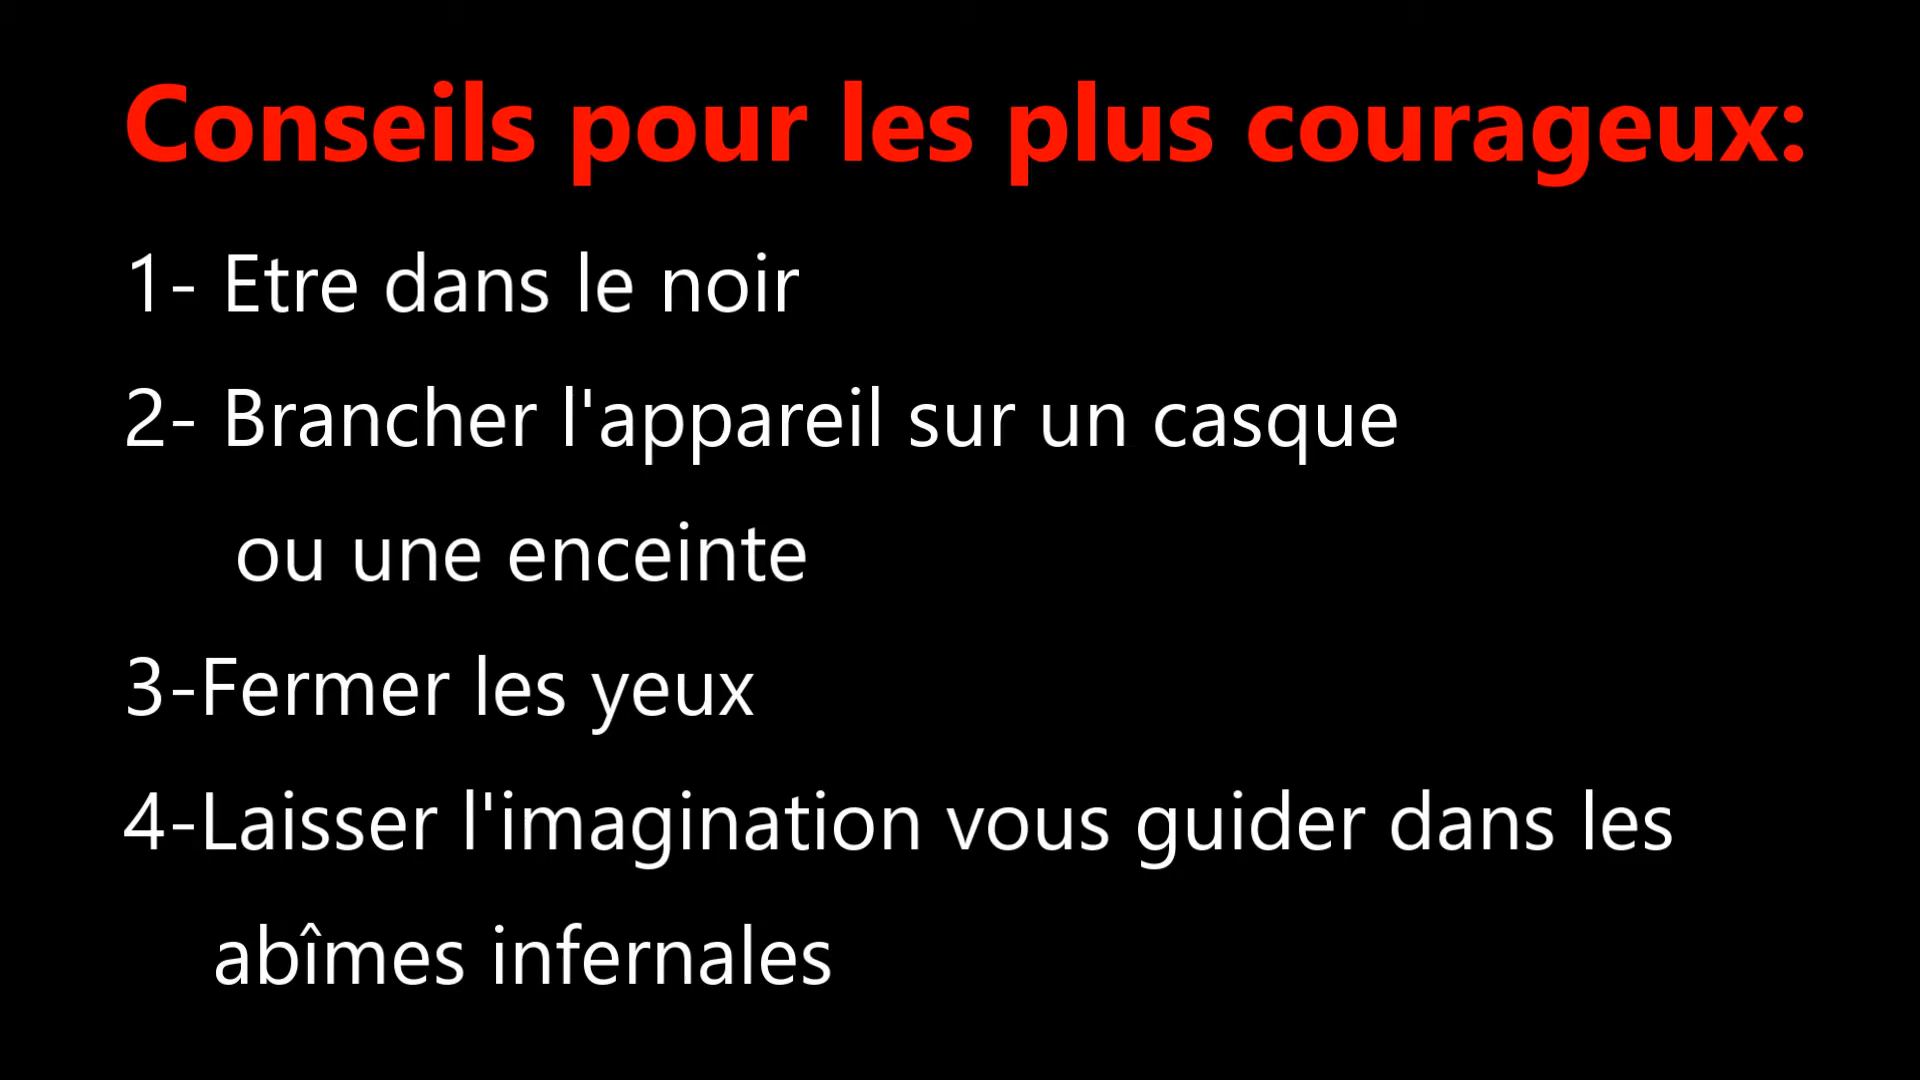 Conseils pour les plus courageux:
1- Etre dans le noir
2- Brancher l'appareil sur un casque
ou une enceinte
3-Fermer les yeux
4-Laisser l'imagination vous guider dans les
abîmes infernales